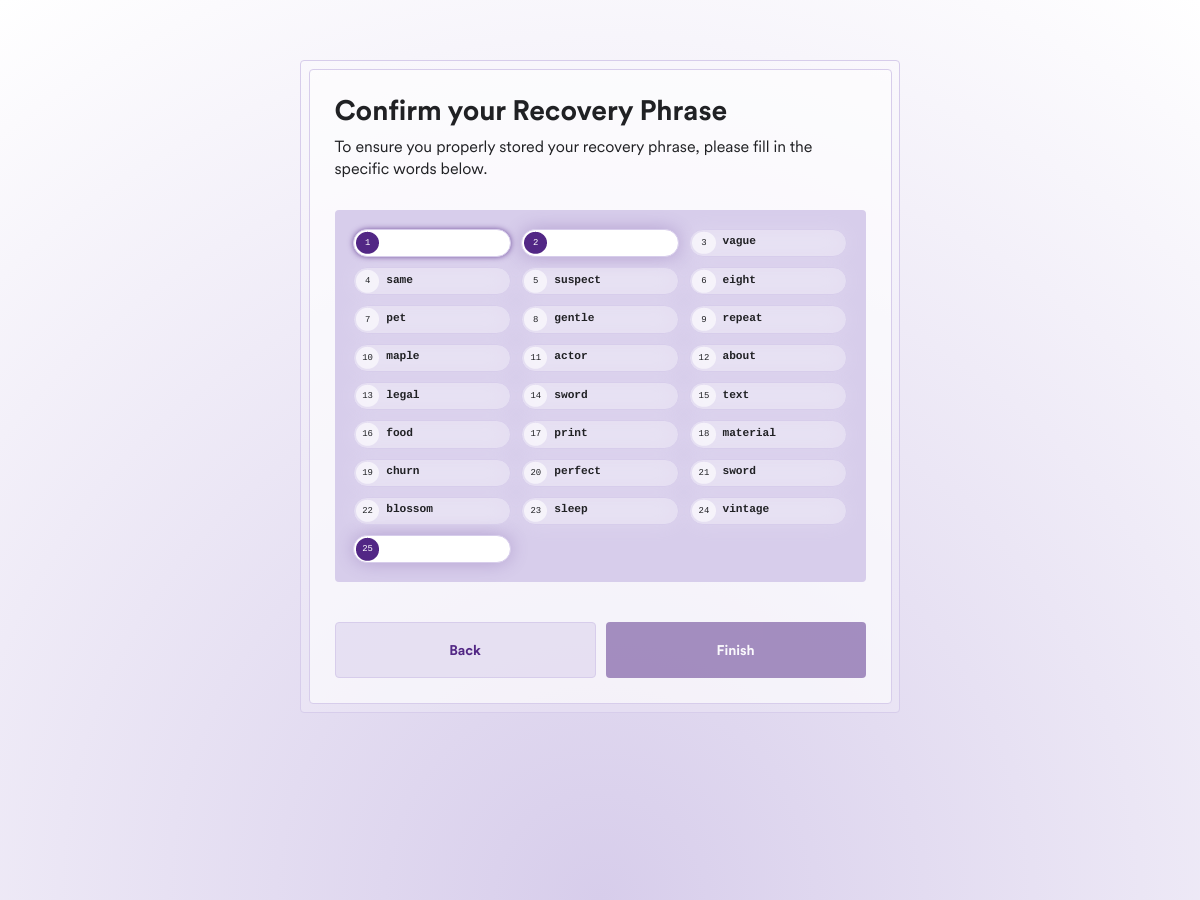 Confirm your Recovery Phrase
To ensure you properly stored your recovery phrase, please fill in the
specific words below.
1 2 3 vague
4 same 5 suspect 6 eight
7 pet 8 gentle 9 repeat
10 maple 11 actor 12 about
13 legal 14 sword 15 text
16 food 17 print 18 material
19 churn 20 perfect 21 sword
22 blossom 23 sleep 24 vintage
25
Back Finish